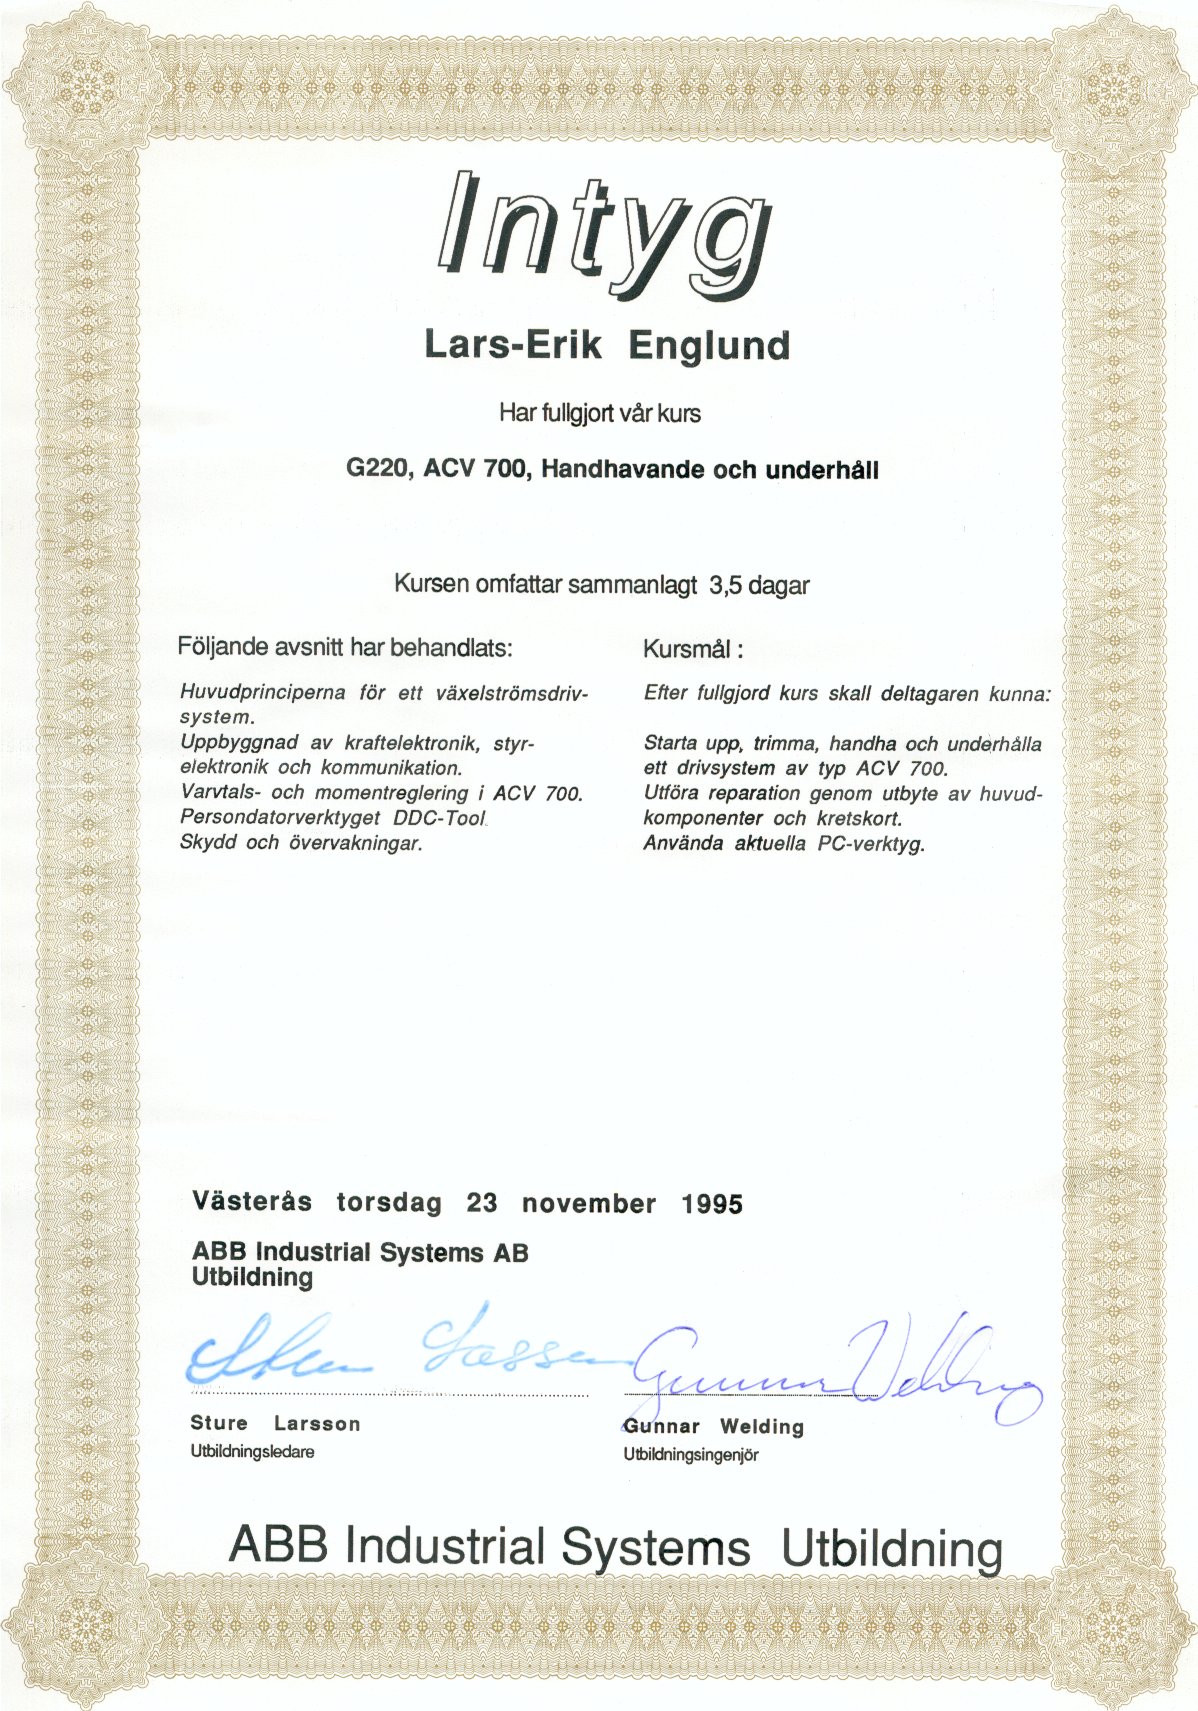 Intyg
Lars-Erik Englund
Har fullgjort vår kurs
G220, ACV 700, Handhavande och underhåll
Kursen omfattar sammanlagt 3,5 dagar
Följande avsnitt har behandlats:
Huvudprinciperna för ett växelströmsdriv-
system.
Uppbyggnad av kraftelektronik, styr-
elektronik och kommunikation.
Varvtals- och momentreglering i ACV 700.
Persondatorverktyget DDC-Tool.
Skydd och övervakningar.
Kursmål :
Efter fullgjord kurs skall deltagaren kunna:
Starta upp, trimma, handha och underhålla
ett drivsystem av typ ACV 700.
Utföra reparation genom utbyte av huvud-
komponenter och kretskort.
Använda aktuella PC-verktyg.
Västerås torsdag 23 november 1995
ABB Industrial Systems AB
Utbildning
Sture Larsson
Gunnar Welding
Sture Larsson
Utbildningsledare
Gunnar Welding
Utbildningsingenjör
ABB Industrial Systems Utbildning